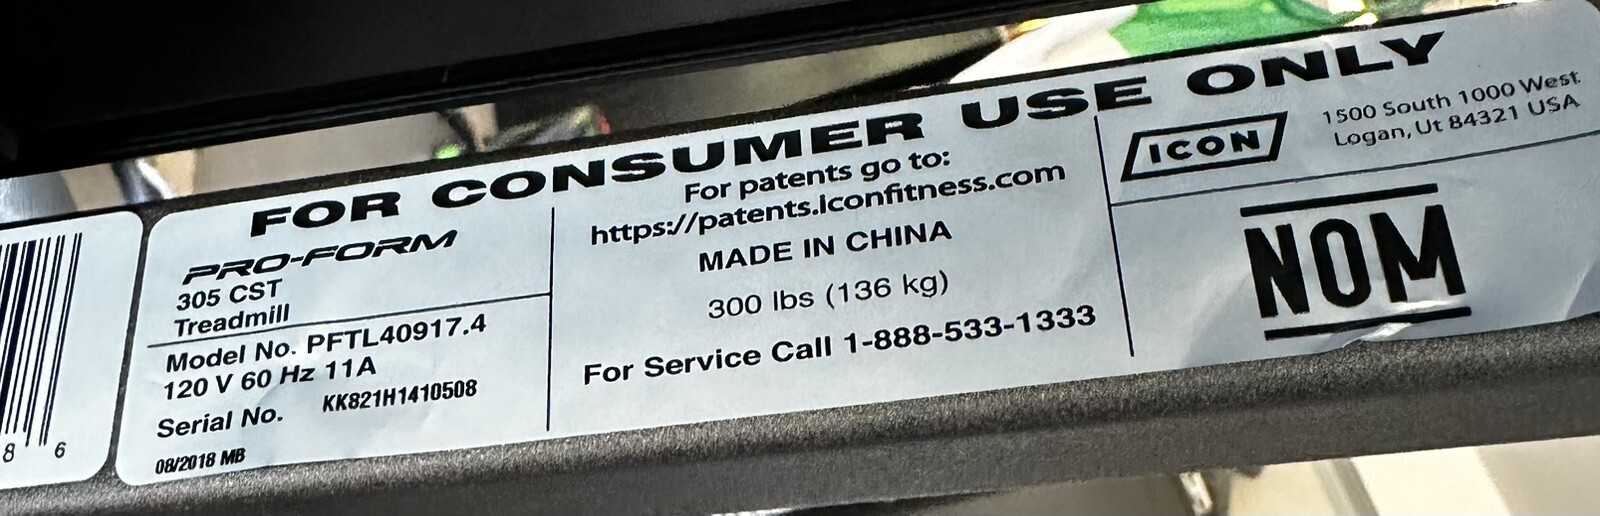 FOR CONSUMER USE ONLY
PRO-FORM
305 CST
Treadmill
Model No. PFTL40917.4
120 V 60 Hz 11A
Serial No. KK821H1410508
08/2018 MB
For patents go to:
https://patents.iconfitness.com
MADE IN CHINA
300 lbs (136 kg)
For Service Call 1-888-533-1333
ICON
1500 South 1000 West
Logan, Ut 84321 USA
NOM
8 6